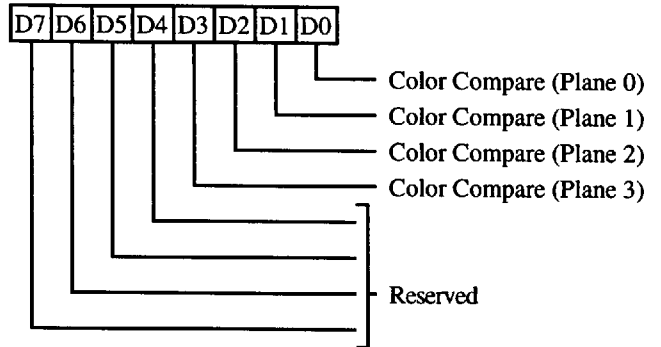 D7 D6 D5 D4 D3 D2 D1 D0
Color Compare (Plane 0)
Color Compare (Plane 1)
Color Compare (Plane 2)
Color Compare (Plane 3)
Reserved